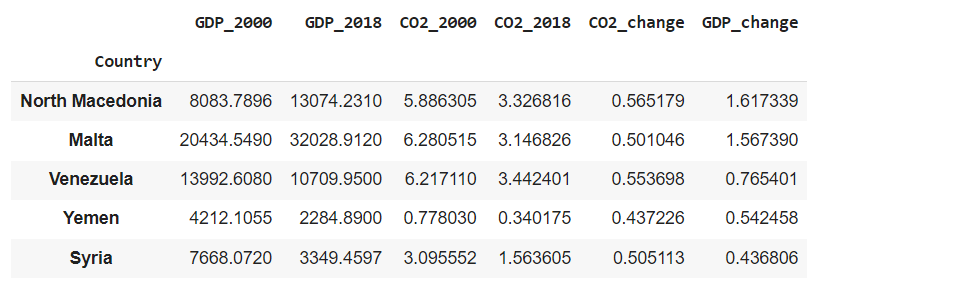 GDP_2000 GDP_2018 CO2_2000 CO2_2018 CO2_change GDP_change
Country
North Macedonia 8083.7896 13074.2310 5.886305 3.326816 0.565179 1.617339
Malta 20434.5490 32028.9120 6.280515 3.146826 0.501046 1.567390
Venezuela 13992.6080 10709.9500 6.217110 3.442401 0.553698 0.765401
Yemen 4212.1055 2284.8900 0.778030 0.340175 0.437226 0.542458
Syria 7668.0720 3349.4597 3.095552 1.563605 0.505113 0.436806